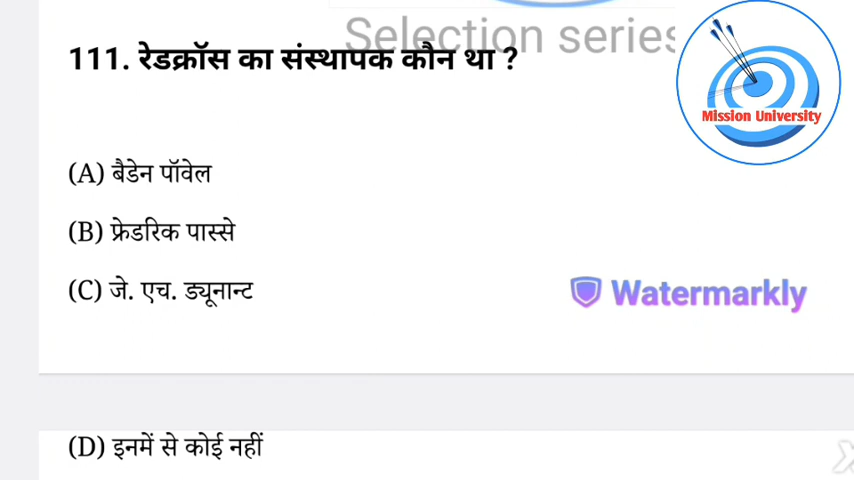 Selection series
111. रेडक्रॉस का संस्थापक कौन था ?
Mission University
(A) बैडेन पॉवेल
(B) फ्रेडरिक पास्से
(C) जे. एच. ड्यूनान्ट
Watermarkly
(D) इनमें से कोई नहीं